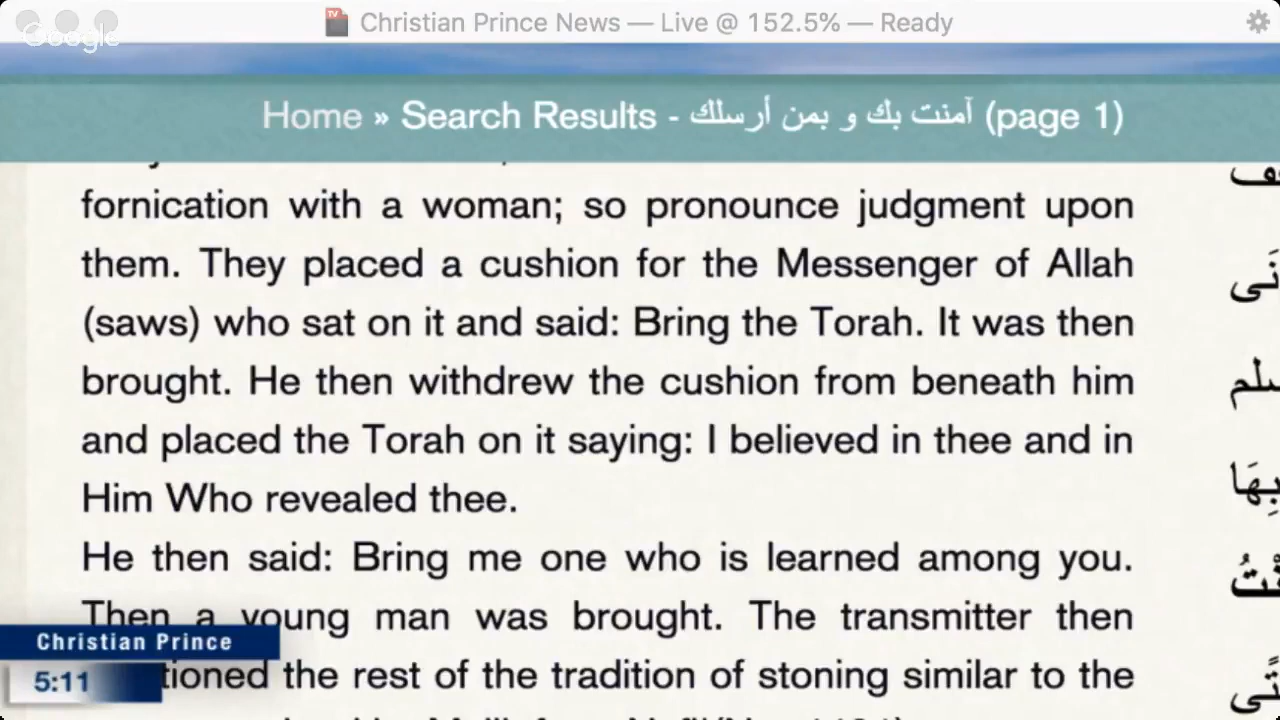 Christian Prince News — Live @ 152.5% — Ready
Google
Home » Search Results - آمنت بك و بمن أرسلك (page 1)
fornication with a woman; so pronounce judgment upon
them. They placed a cushion for the Messenger of Allah
(saws) who sat on it and said: Bring the Torah. It was then
brought. He then withdrew the cushion from beneath him
and placed the Torah on it saying: I believed in thee and in
Him Who revealed thee.
He then said: Bring me one who is learned among you.
Then a young man was brought. The transmitter then
the rest of the tradition of stoning similar to the
Christian Prince
5:11